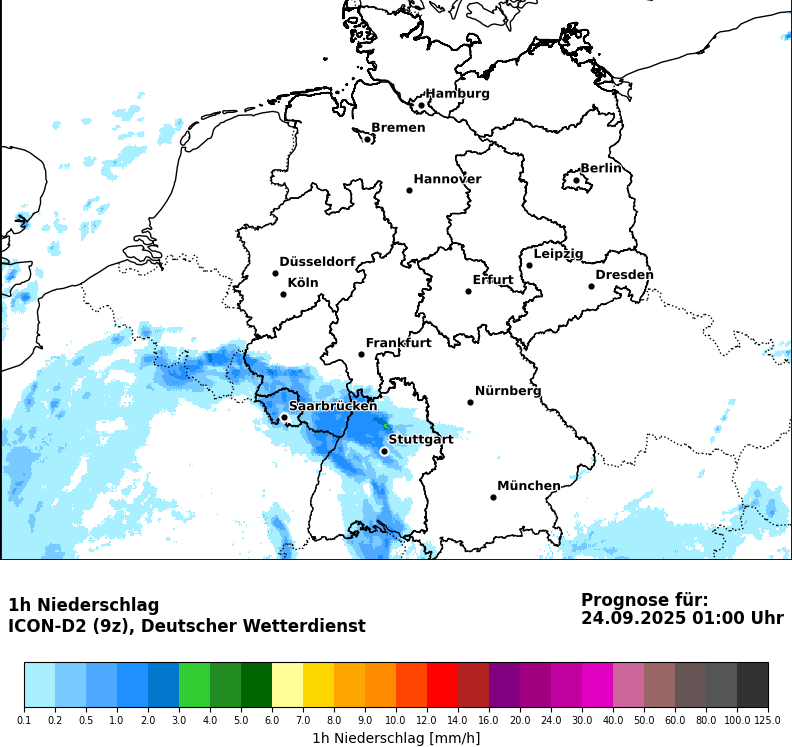 Hamburg
Bremen
Berlin
Hannover
Leipzig
Düsseldorf
Dresden
Köln
Erfurt
Frankfurt
Nürnberg
Saarbrücken
Stuttgart
München
1h Niederschlag
ICON-D2 (9z), Deutscher Wetterdienst
Prognose für:
24.09.2025 01:00 Uhr
0.1 0.2 0.5 1.0 2.0 3.0 4.0 5.0 6.0 7.0 9.0 10.0 12.0 14.0 16.0 20.0 24.0 30.0 40.0 50.0 60.0 80.0 100.0 125.0
1h Niederschlag [mm/h]